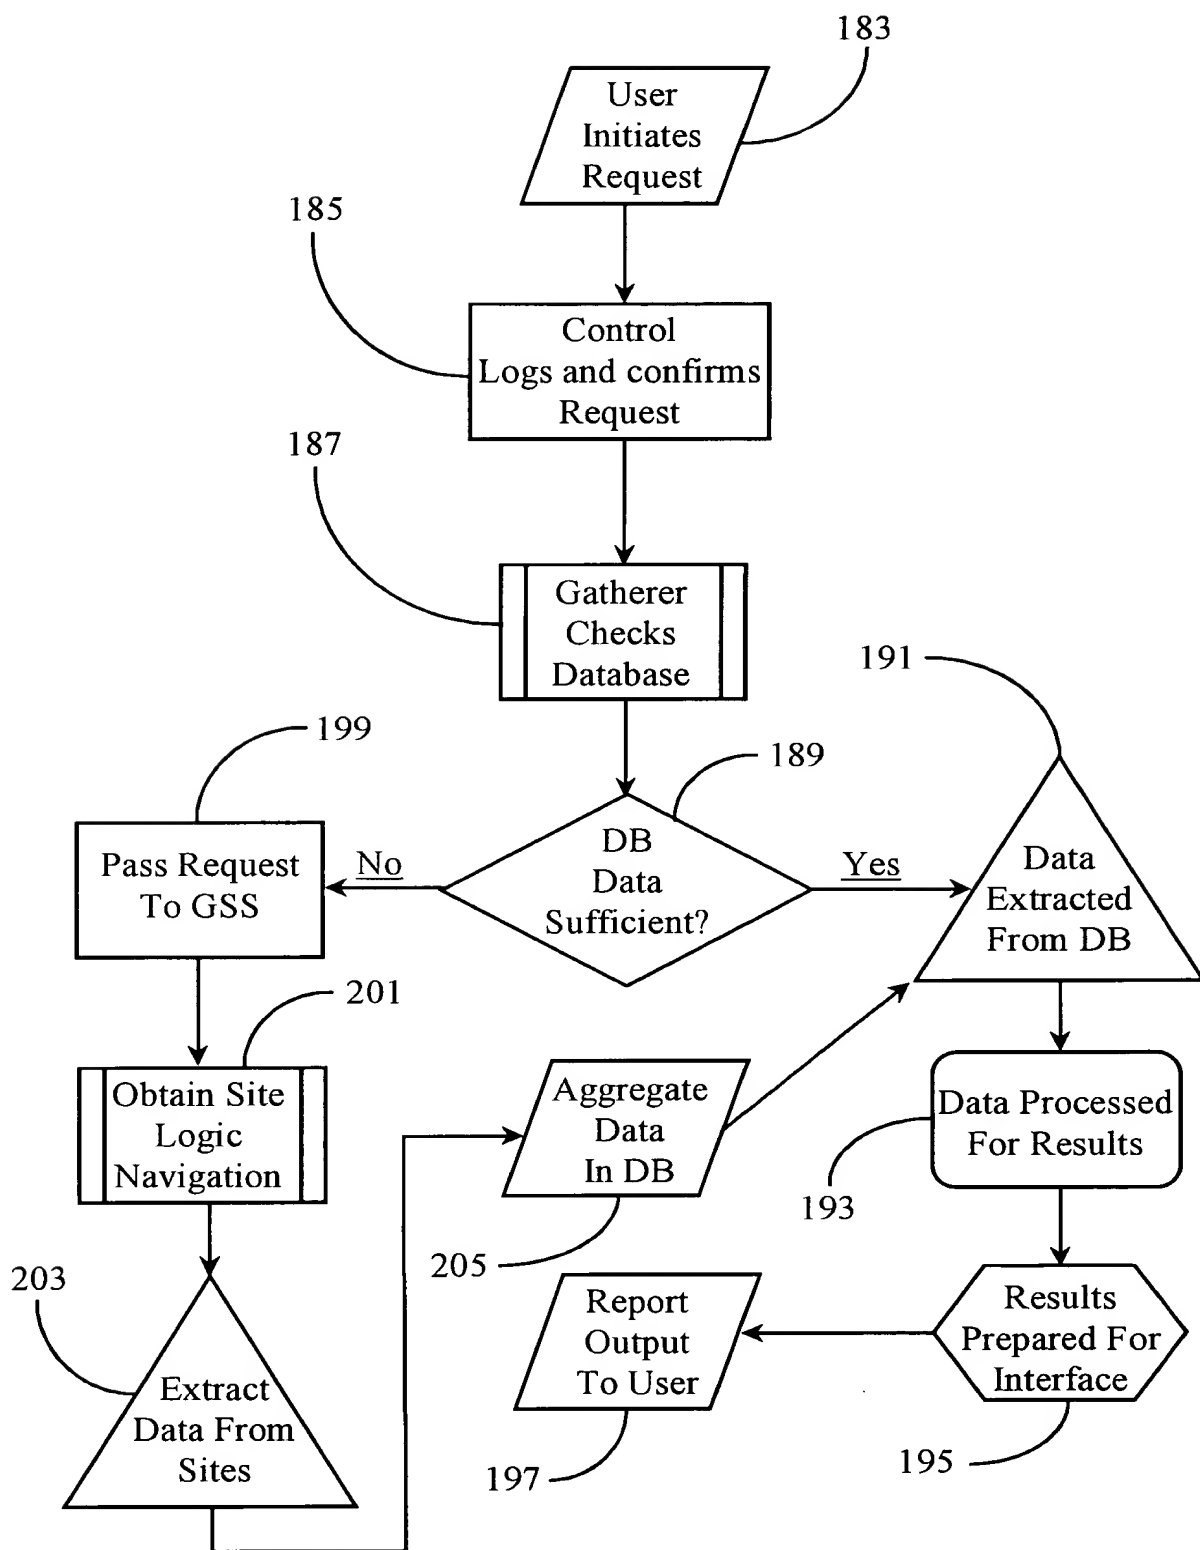 183
User
Initiates
Request
185
Control
Logs and confirms
Request
187
Gatherer
Checks
Database
191
199
189
DB
Data
Sufficient?
No
Yes
Pass Request
To GSS
Data
Extracted
From DB
201
Obtain Site
Logic
Navigation
Aggregate
Data
In DB
205
Data Processed
For Results
193
203
Extract
Data From
Sites
Report
Output
To User
197
Results
Prepared For
Interface
195